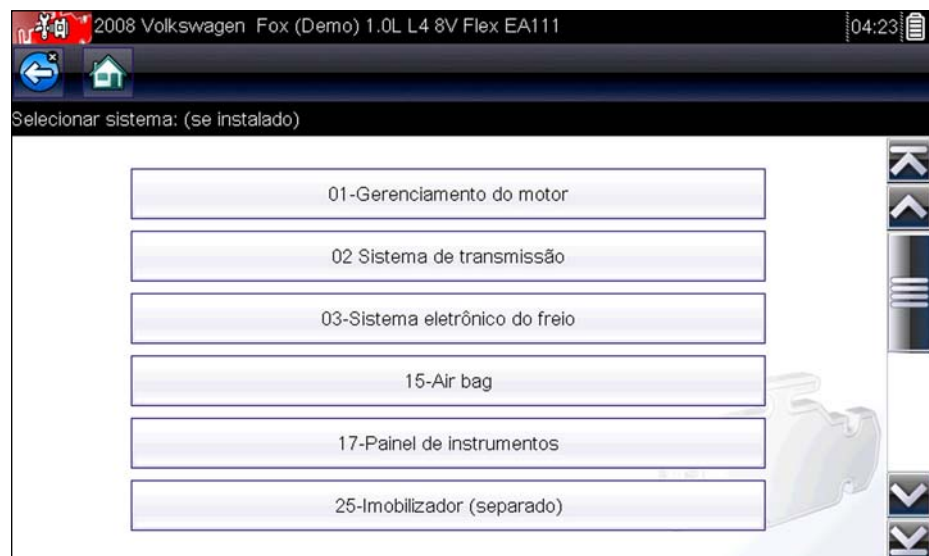 2008 Volkswagen Fox (Demo) 1.0L L4 8V Flex EA111
04:23
Selecionar sistema: (se instalado)
01-Gerenciamento do motor
02 Sistema de transmissão
03-Sistema eletrônico do freio
15-Air bag
17-Painel de instrumentos
25-Imobilizador (separado)